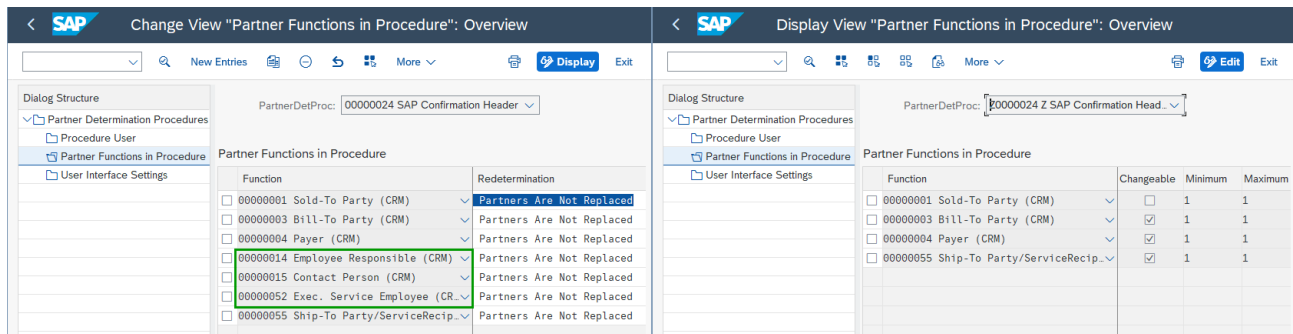 SAP Change View "Partner Functions in Procedure": Overview
New Entries More Display Exit
Dialog Structure
Partner Determination Procedures
Procedure User
Partner Functions in Procedure
User Interface Settings
PartnerDetProc: 00000024 SAP Confirmation Header
Partner Functions in Procedure
Function Redetermination
00000001 Sold-To Party (CRM) Partners Are Not Replaced
00000003 Bill-To Party (CRM) Partners Are Not Replaced
00000004 Payer (CRM) Partners Are Not Replaced
00000014 Employee Responsible (CRM) Partners Are Not Replaced
00000015 Contact Person (CRM) Partners Are Not Replaced
00000052 Exec. Service Employee (CR… Partners Are Not Replaced
00000055 Ship-To Party/ServiceRecip… Partners Are Not Replaced
SAP Display View "Partner Functions in Procedure": Overview
More Edit Exit
Dialog Structure
Partner Determination Procedures
Procedure User
Partner Functions in Procedure
User Interface Settings
PartnerDetProc: Z0000024 Z SAP Confirmation Head…
Partner Functions in Procedure
Function Changeable Minimum Maximum
00000001 Sold-To Party (CRM) 1 1
00000003 Bill-To Party (CRM) 1 1
00000004 Payer (CRM) 1 1
00000055 Ship-To Party/ServiceRecip… 1 1